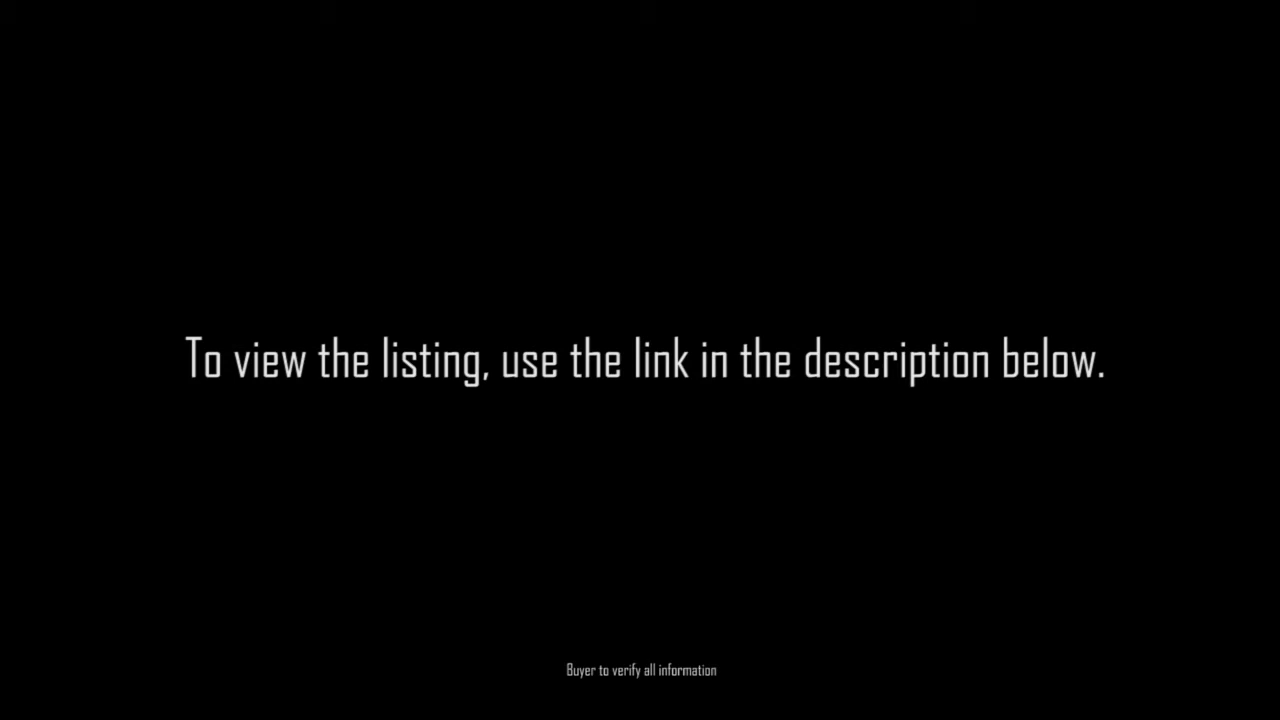 To view the listing, use the link in the description below.
Buyer to verify all information